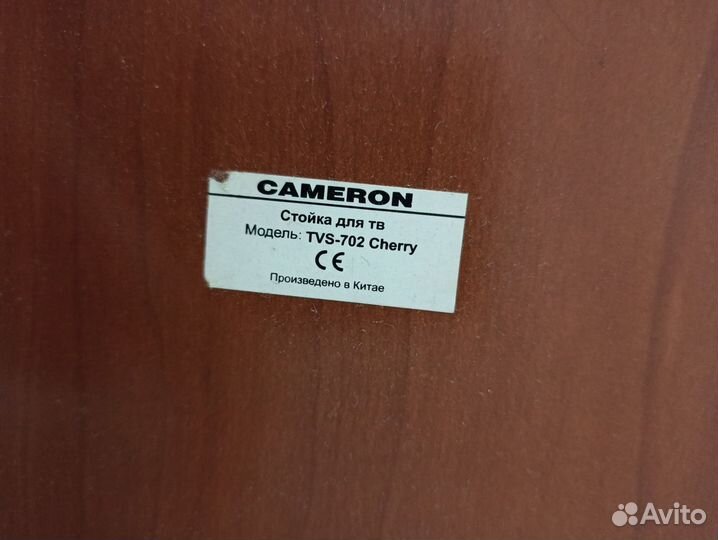 CAMERON
Стойка для тв
Модель: TVS-702 Cherry
CE
Произведено в Китае
Avito